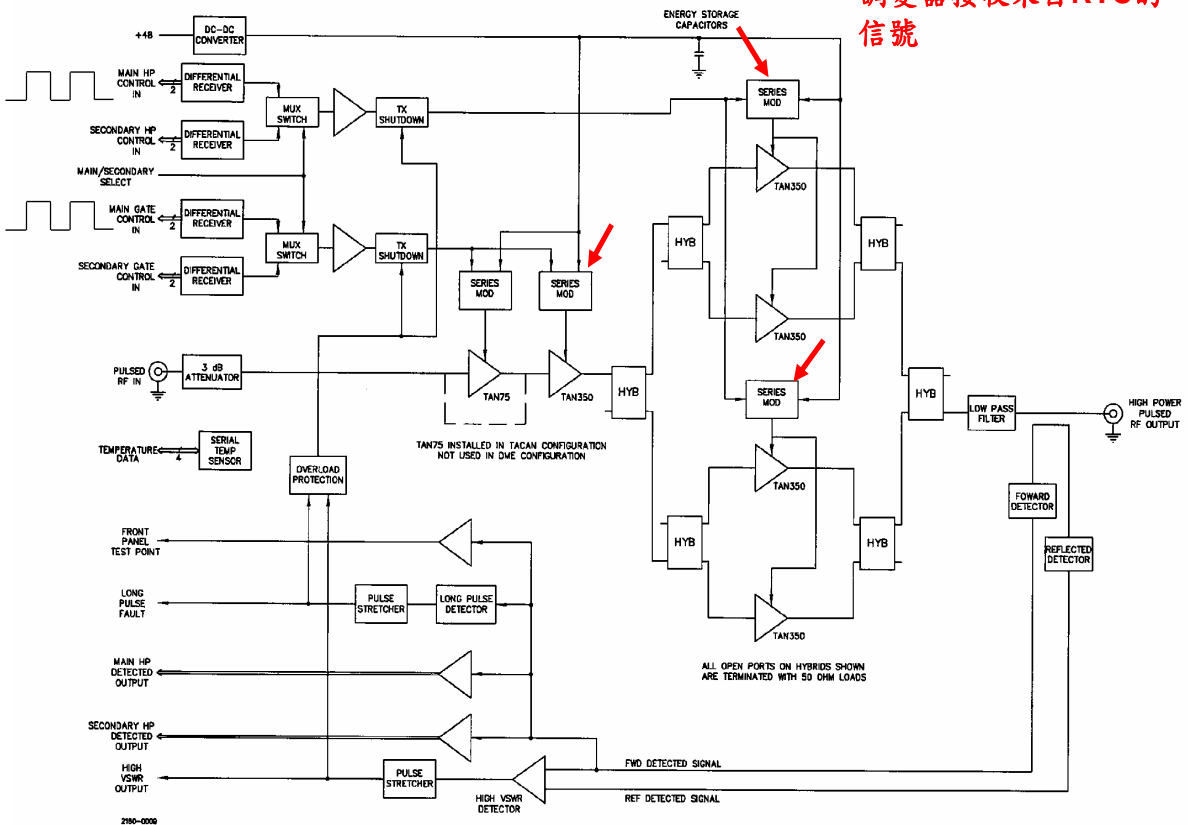 信號
ENERGY STORAGE
CAPACITORS
+48
DC-DC
CONVERTER
MAIN HP
CONTROL
IN
2
DIFFERENTIAL
RECEIVER
MUX
SWITCH
TX
SHUTDOWN
SERIES
MOD
SECONDARY HP
CONTROL
IN
2
DIFFERENTIAL
RECEIVER
MAIN/SECONDARY
SELECT
TAN350
MAIN GATE
CONTROL
IN
2
DIFFERENTIAL
RECEIVER
MUX
SWITCH
TX
SHUTDOWN
HYB
HYB
SECONDARY GATE
CONTROL
IN
2
DIFFERENTIAL
RECEIVER
SERIES
MOD
SERIES
MOD
TAN350
PULSED
RF IN
3 dB
ATTENUATOR
TAN75
TAN350
HYB
SERIES
MOD
HYB
LOW PASS
FILTER
HIGH POWER
PULSED
RF OUTPUT
TEMPERATURE
DATA
4
SERIAL
TEMP
SENSOR
TAN75 INSTALLED IN TACAN CONFIGURATION
NOT USED IN DME CONFIGURATION
OVERLOAD
PROTECTION
TAN350
FOWARD
DETECTOR
FRONT
PANEL
TEST POINT
HYB
HYB
REFLECTED
DETECTOR
LONG
PULSE
FAULT
PULSE
STRETCHER
LONG PULSE
DETECTOR
TAN350
MAIN HP
DETECTED
OUTPUT
ALL OPEN PORTS ON HYBRIDS SHOWN
ARE TERMINATED WITH 50 OHM LOADS
SECONDARY HP
DETECTED
OUTPUT
HIGH
VSWR
OUTPUT
PULSE
STRETCHER
HIGH VSWR
DETECTOR
FWD DETECTED SIGNAL
REF DETECTED SIGNAL
2180-0009